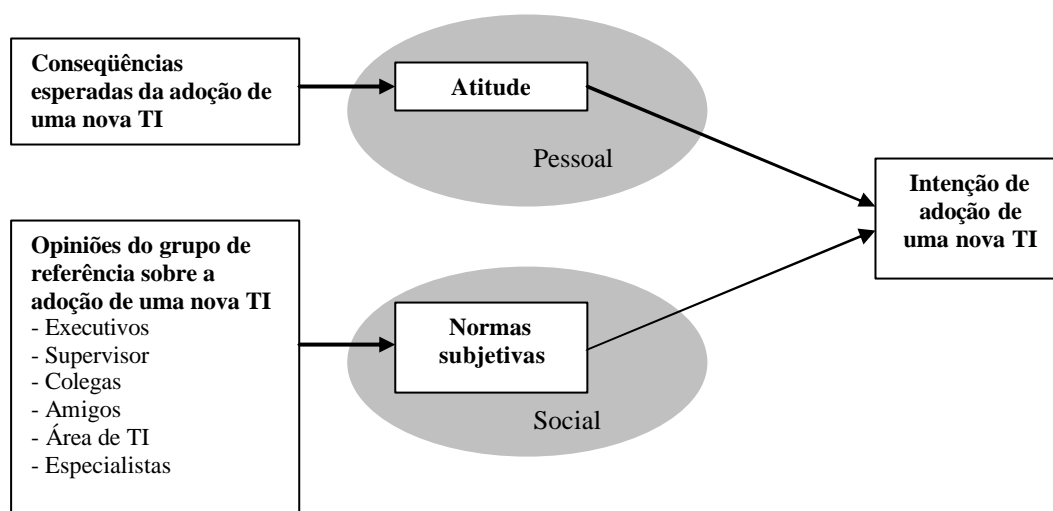 Conseqüências
esperadas da adoção de
uma nova TI
Atitude
Pessoal
Intenção de
adoção de
uma nova TI
Opiniões do grupo de
referência sobre a
adoção de uma nova TI
- Executivos
- Supervisor
- Colegas
- Amigos
- Área de TI
- Especialistas
Normas
subjetivas
Social